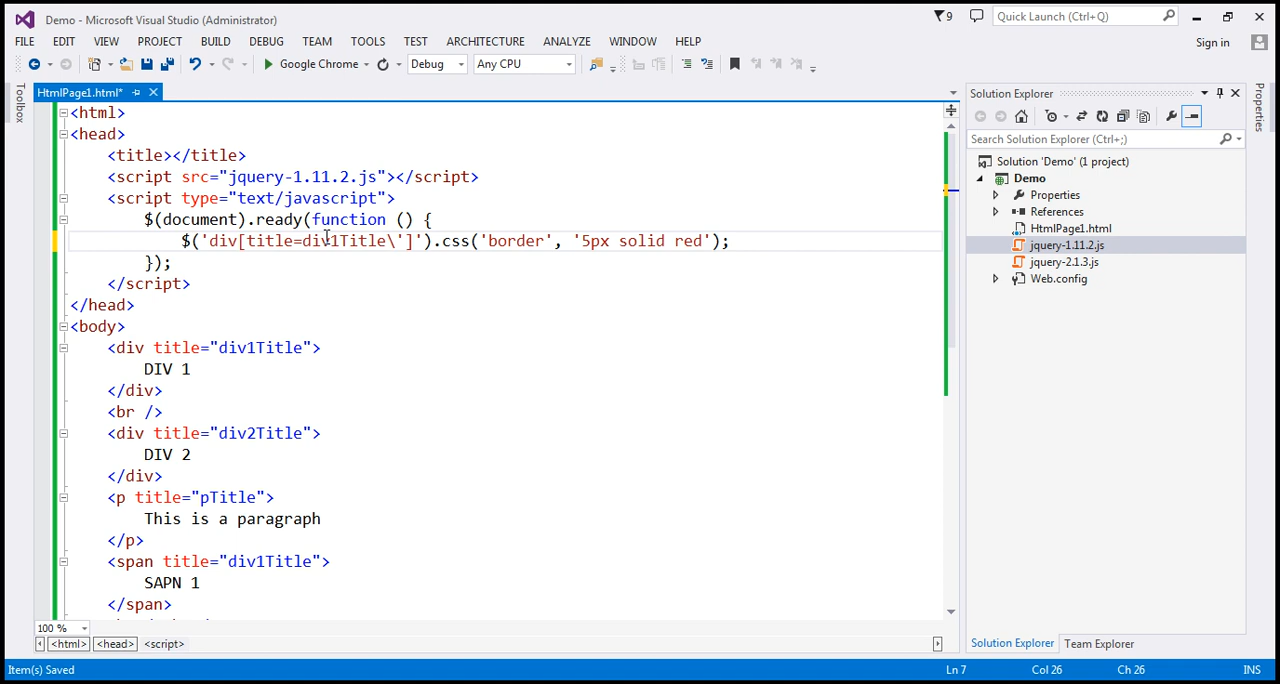 Demo - Microsoft Visual Studio (Administrator)
9
Quick Launch (Ctrl+Q)
FILE EDIT VIEW PROJECT BUILD DEBUG TEAM TOOLS TEST ARCHITECTURE ANALYZE WINDOW HELP
Sign in
Google Chrome Debug Any CPU
Toolbox
HtmlPage1.html*
<html>
<head>
<title></title>
<script src="jquery-1.11.2.js"></script>
<script type="text/javascript">
$(document).ready(function () {
$('div[title=div1Title\']').css('border', '5px solid red');
});
</script>
</head>
<body>
<div title="div1Title">
DIV 1
</div>
<br />
<div title="div2Title">
DIV 2
</div>
<p title="pTitle">
This is a paragraph
</p>
<span title="div1Title">
SAPN 1
</span>
100 %
<html> <head> <script>
Solution Explorer
Search Solution Explorer (Ctrl+;)
Solution 'Demo' (1 project)
Demo
Properties
References
HtmlPage1.html
jquery-1.11.2.js
jquery-2.1.3.js
Web.config
Solution Explorer Team Explorer
Properties
Item(s) Saved Ln 7 Col 26 Ch 26 INS